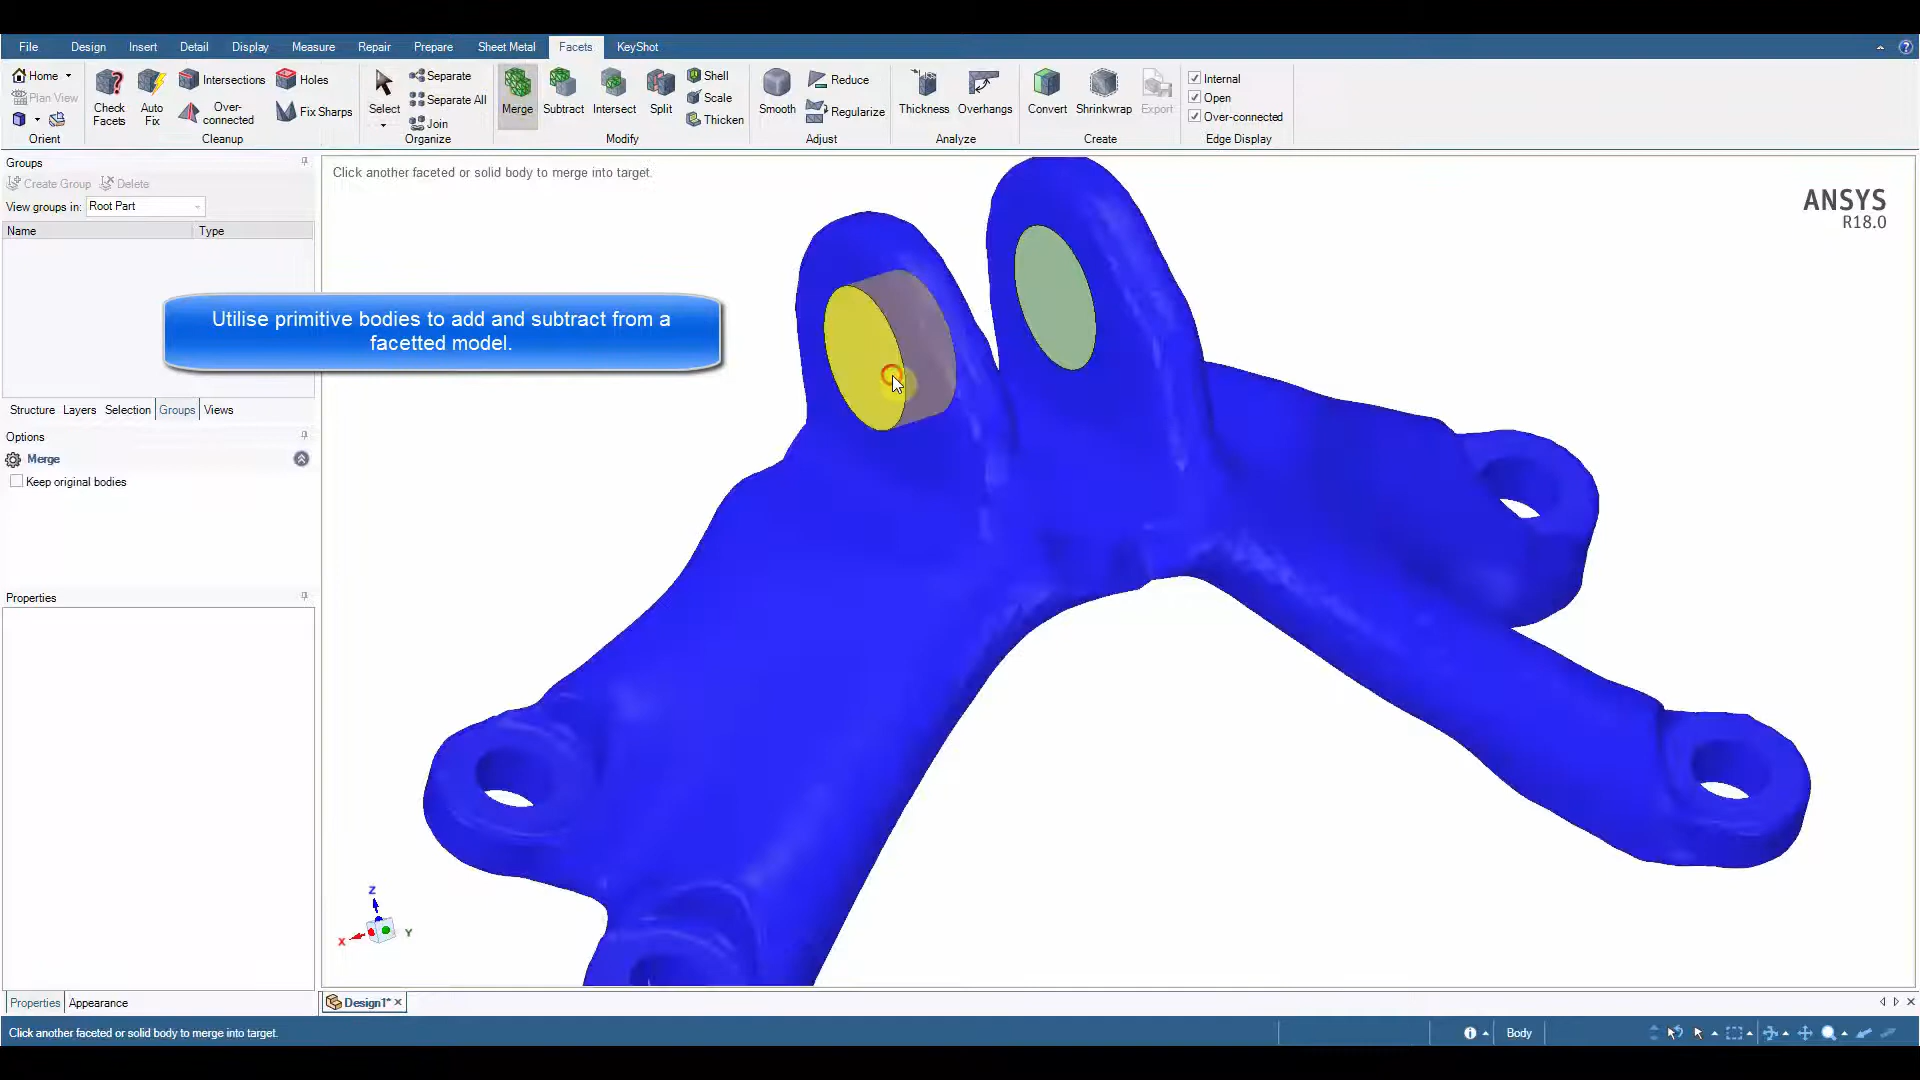 File Design Insert Detail Display Measure Repair Prepare Sheet Metal Facets KeyShot
Home
Plan View
Orient
Check Facets
Auto Fix
Intersections
Over-connected
Holes
Fix Sharps
Cleanup
Select
Separate
Separate All
Join
Organize
Merge
Subtract
Intersect
Split
Shell
Scale
Thicken
Modify
Smooth
Reduce
Regularize
Adjust
Thickness
Overhangs
Analyze
Convert
Shrinkwrap
Export
Create
Internal
Open
Over-connected
Edge Display
Groups
Create Group Delete
View groups in: Root Part
Name Type
Structure Layers Selection Groups Views
Options
Merge
Keep original bodies
Properties
Properties Appearance
Click another faceted or solid body to merge into target.
ANSYS
R18.0
Utilise primitive bodies to add and subtract from a
facetted model.
Z
X
Y
Design1*
Click another faceted or solid body to merge into target.
Body